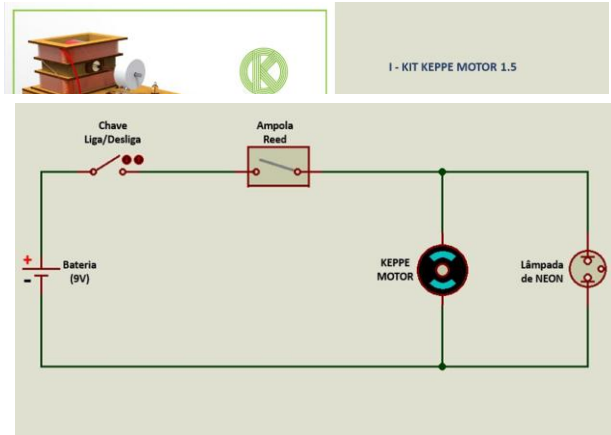 I - KIT KEPPE MOTOR 1.5
Chave
Liga/Desliga
Ampola
Reed
+
-
Bateria
(9V)
KEPPE
MOTOR
Lâmpada
de NEON